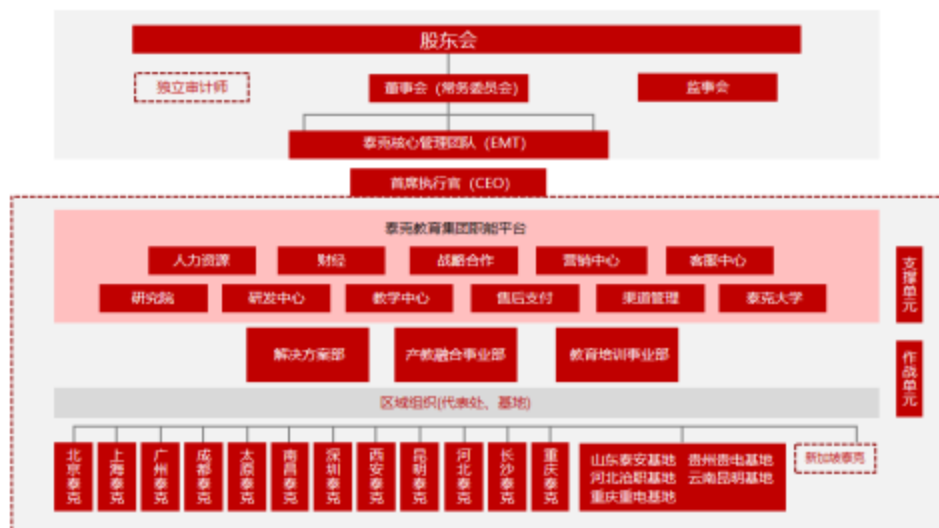 股东会
独立审计师
董事会（常务委员会）
监事会
泰克核心管理团队（EMT）
首席执行官（CEO）
泰克教育集团职能平台
人力资源
财经
战略合作
营销中心
客服中心
研究院
研发中心
教学中心
售后支付
渠道管理
泰克大学
支撑单元
解决方案部
产教融合事业部
教育培训事业部
作战单元
区域组织(代表处、基地)
北京泰克
上海泰克
广州泰克
成都泰克
太原泰克
南昌泰克
深圳泰克
西安泰克
昆明泰克
河北泰克
长沙泰克
重庆泰克
山东泰安基地 贵州贵电基地
河北沧职基地 云南昆明基地
重庆重电基地
新加坡泰克